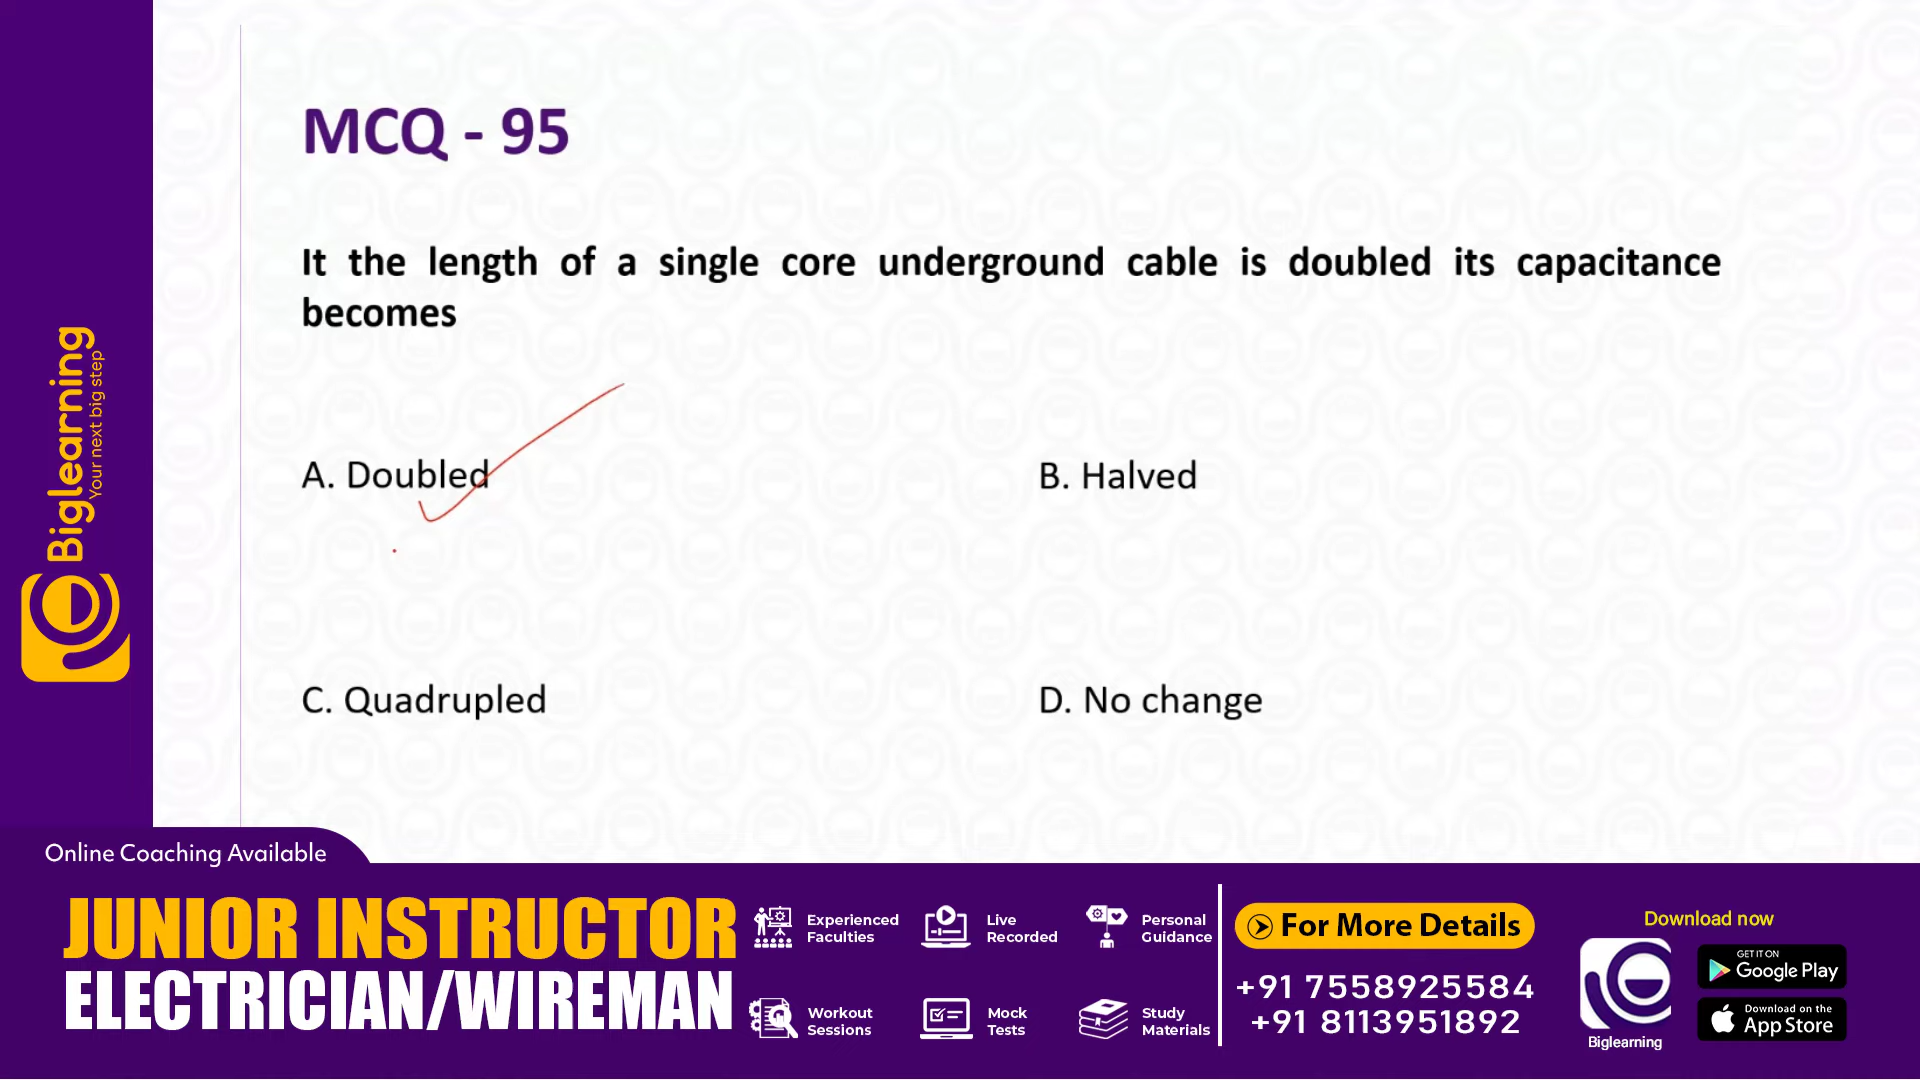 MCQ - 95
It the length of a single core underground cable is doubled its capacitance
becomes
A. Doubled
B. Halved
C. Quadrupled
D. No change
Biglearning
Your next big step
Online Coaching Available
JUNIOR INSTRUCTOR
ELECTRICIAN/WIREMAN
Experienced
Faculties
Live
Recorded
Personal
Guidance
Workout
Sessions
Mock
Tests
Study
Materials
For More Details
+91 7558925584
+91 8113951892
Download now
Biglearning
GET IT ON
Google Play
Download on the
App Store